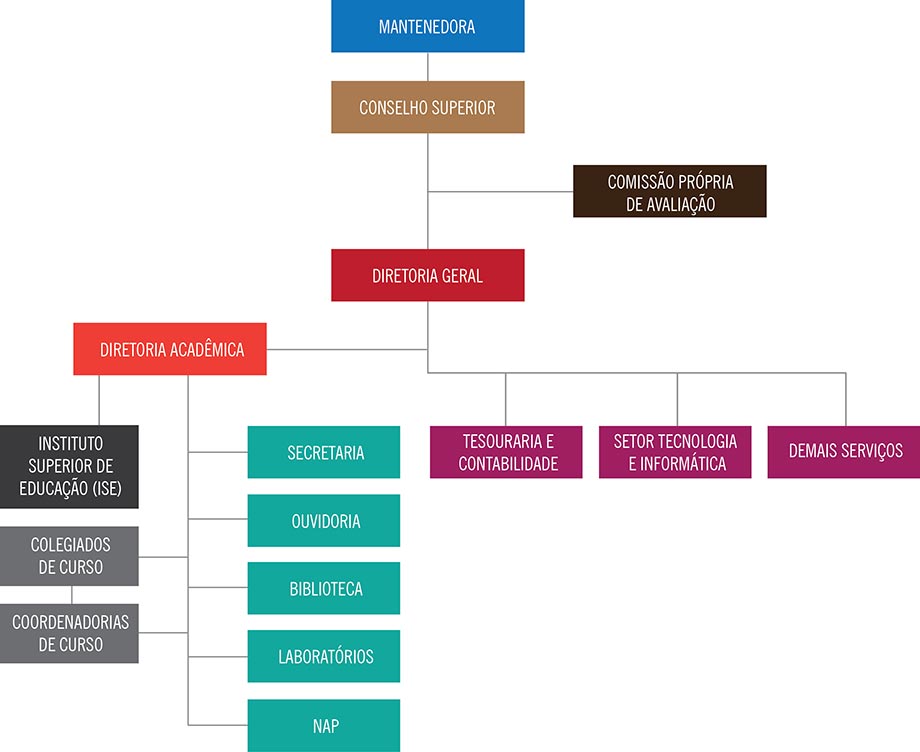 MANTENEDORA
CONSELHO SUPERIOR
COMISSÃO PRÓPRIA
DE AVALIAÇÃO
DIRETORIA GERAL
DIRETORIA ACADÊMICA
INSTITUTO
SUPERIOR DE
EDUCAÇÃO (ISE)
COLEGIADOS
DE CURSO
COORDENADORIAS
DE CURSO
SECRETARIA
OUVIDORIA
BIBLIOTECA
LABORATÓRIOS
NAP
TESOURARIA E
CONTABILIDADE
SETOR TECNOLOGIA
E INFORMÁTICA
DEMAIS SERVIÇOS